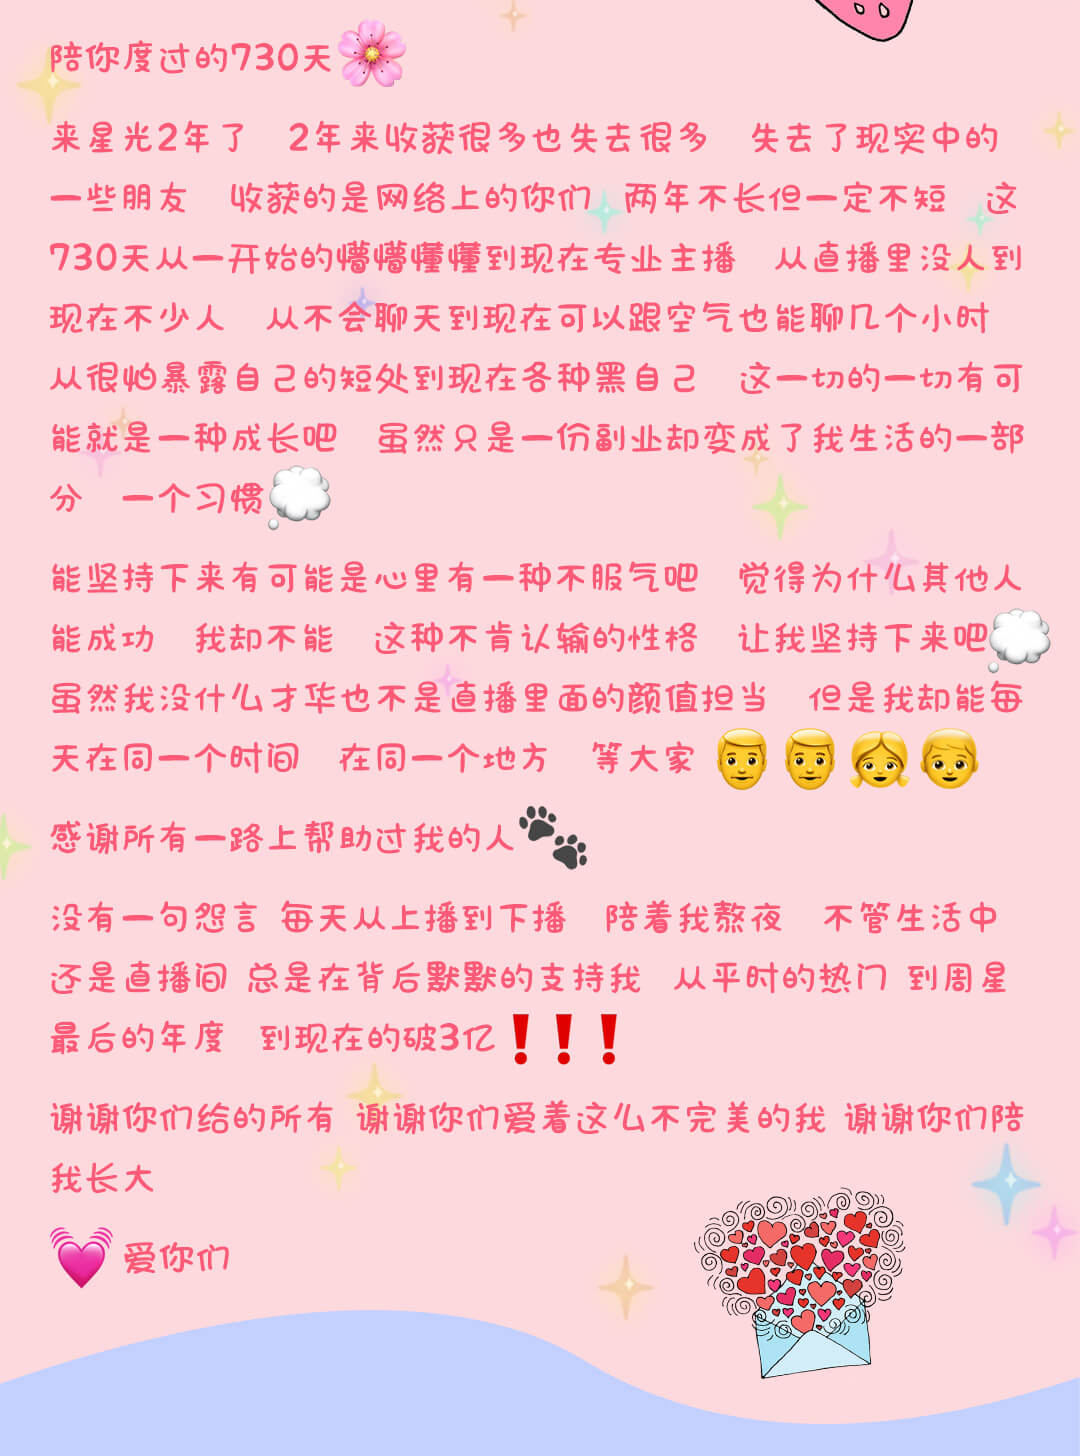 陪你度过的730天🌸
来星光2年了　2年来收获很多也失去很多　失去了现实中的
一些朋友　收获的是网络上的你们　两年不长但一定不短　这
730天从一开始的懵懵懂懂到现在专业主播　从直播里没人到
现在不少人　从不会聊天到现在可以跟空气也能聊几个小时
从很怕暴露自己的短处到现在各种黑自己　这一切的一切有可
能就是一种成长吧　虽然只是一份副业却变成了我生活的一部
分　一个习惯💭
能坚持下来有可能是心里有一种不服气吧　觉得为什么其他人
能成功　我却不能　这种不肯认输的性格　让我坚持下来吧💭
虽然我没什么才华也不是直播里面的颜值担当　但是我却能每
天在同一个时间　在同一个地方　等大家 👨 👨 👧 👦
感谢所有一路上帮助过我的人🐾
没有一句怨言 每天从上播到下播　陪着我熬夜　不管生活中
还是直播间 总是在背后默默的支持我　从平时的热门 到周星
最后的年度　到现在的破3亿❗❗❗
谢谢你们给的所有 谢谢你们爱着这么不完美的我 谢谢你们陪
我长大
💓 爱你们